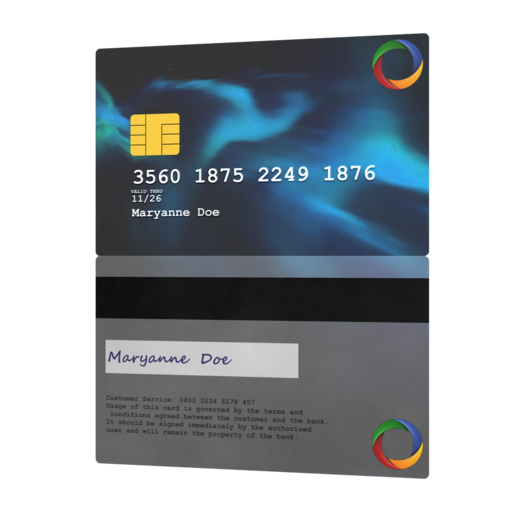 3560 1875 2249 1876
VALID THRU
11/26
Maryanne Doe
Maryanne Doe
Customer Service: 0800 0234 6178 457
Usage of this card is governed by the terms and
conditions agreed between the customer and the bank.
It should be signed immediately by the authorized
user and will remain the property of the bank.